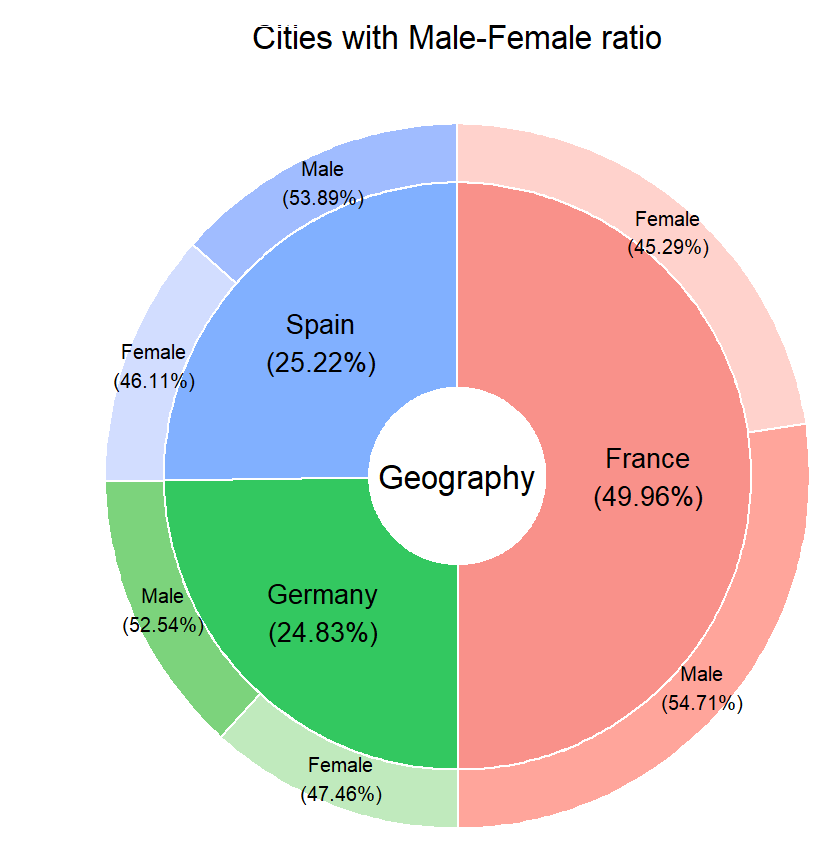 Cities with Male-Female ratio
Male
(53.89%)
Female
(45.29%)
Spain
(25.22%)
Female
(46.11%)
France
(49.96%)
Geography
Germany
(24.83%)
Male
(52.54%)
Male
(54.71%)
Female
(47.46%)